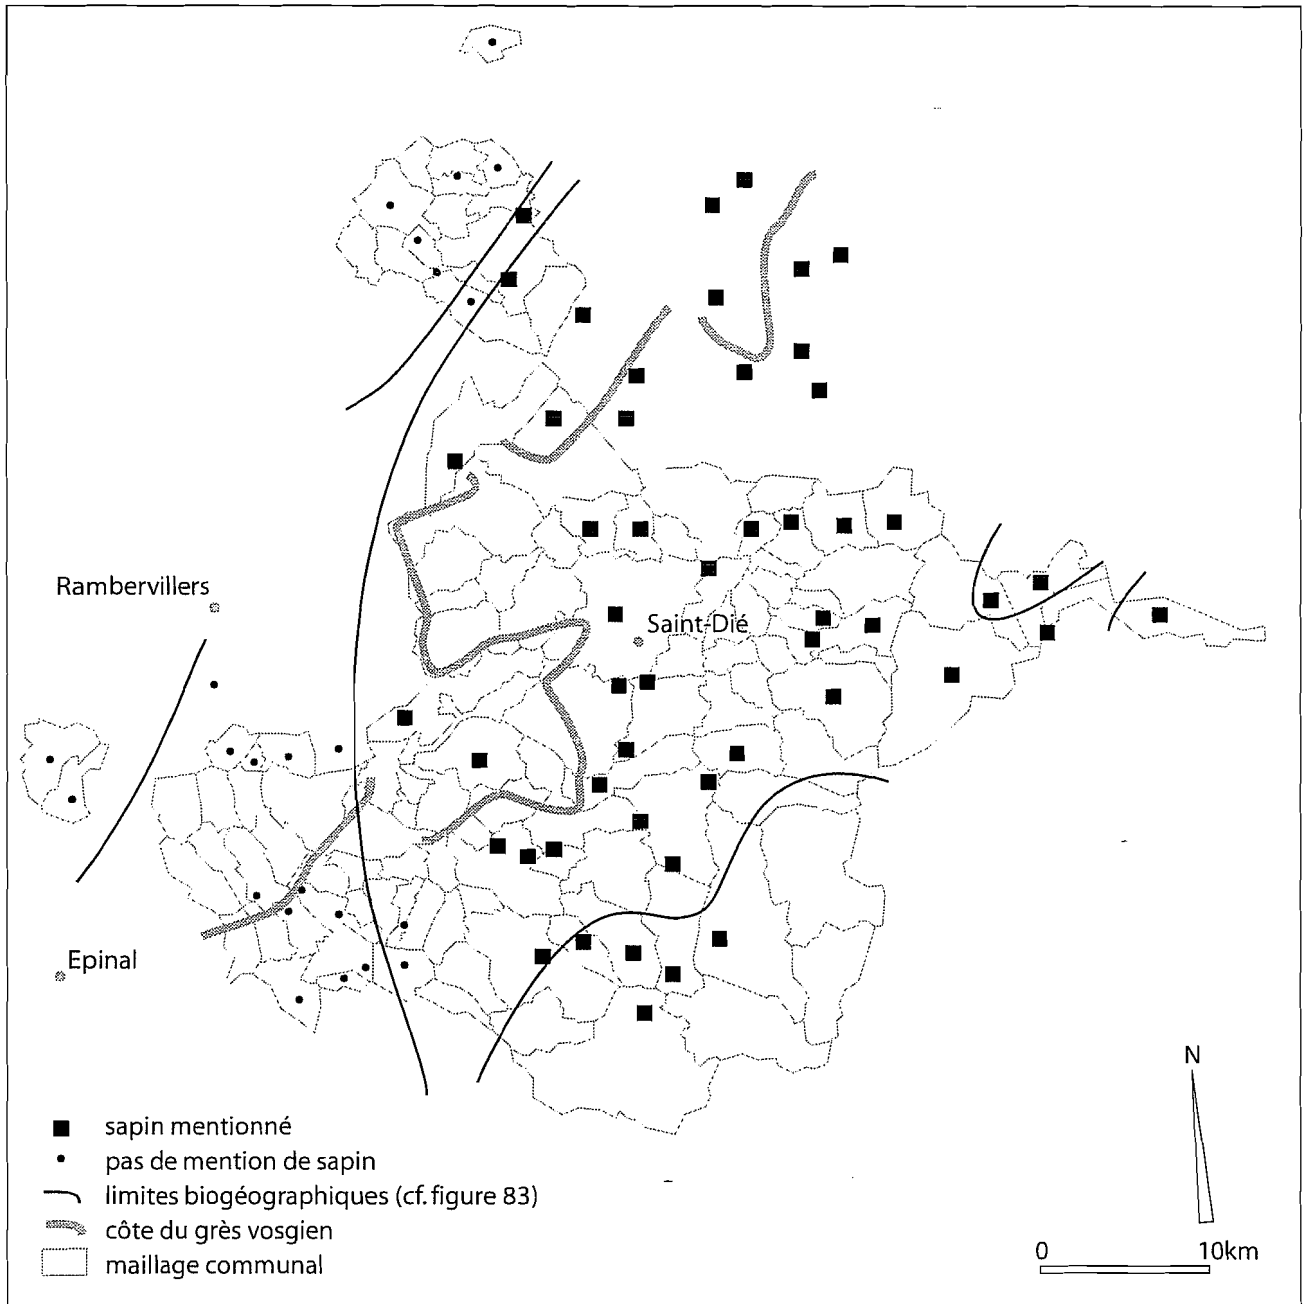 Rambervillers
Saint-Dié
Epinal
N
sapin mentionné
pas de mention de sapin
limites biogéographiques (cf. figure 83)
côte du grès vosgien
maillage communal
0 10km